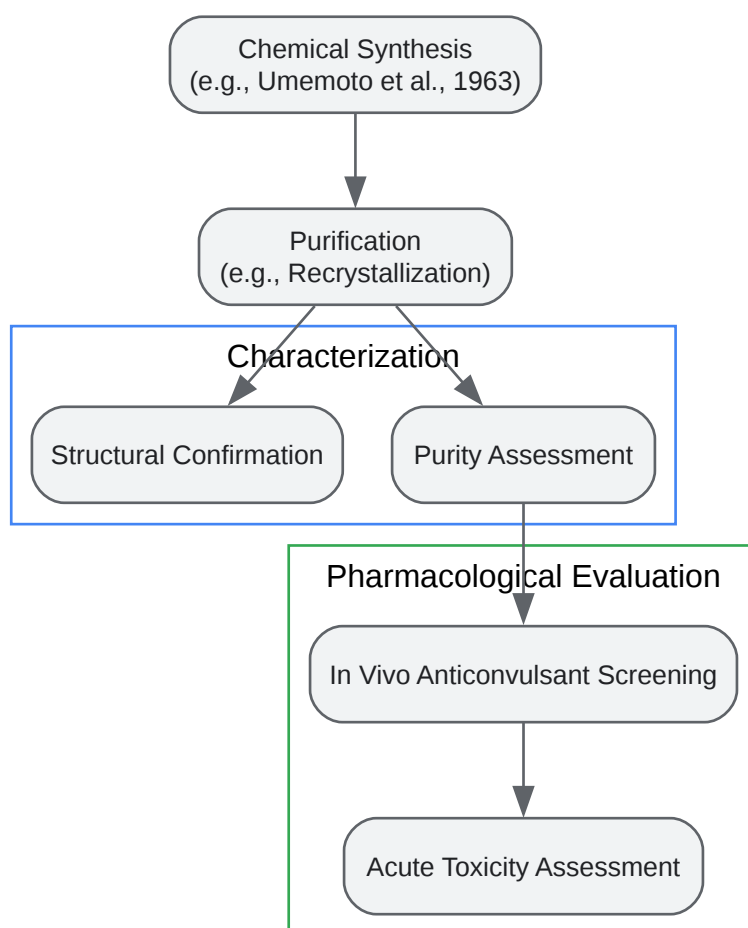 Chemical Synthesis
(e.g., Umemoto et al., 1963)
Purification
(e.g., Recrystallization)
Characterization
Structural Confirmation
Purity Assessment
Pharmacological Evaluation
In Vivo Anticonvulsant Screening
Acute Toxicity Assessment